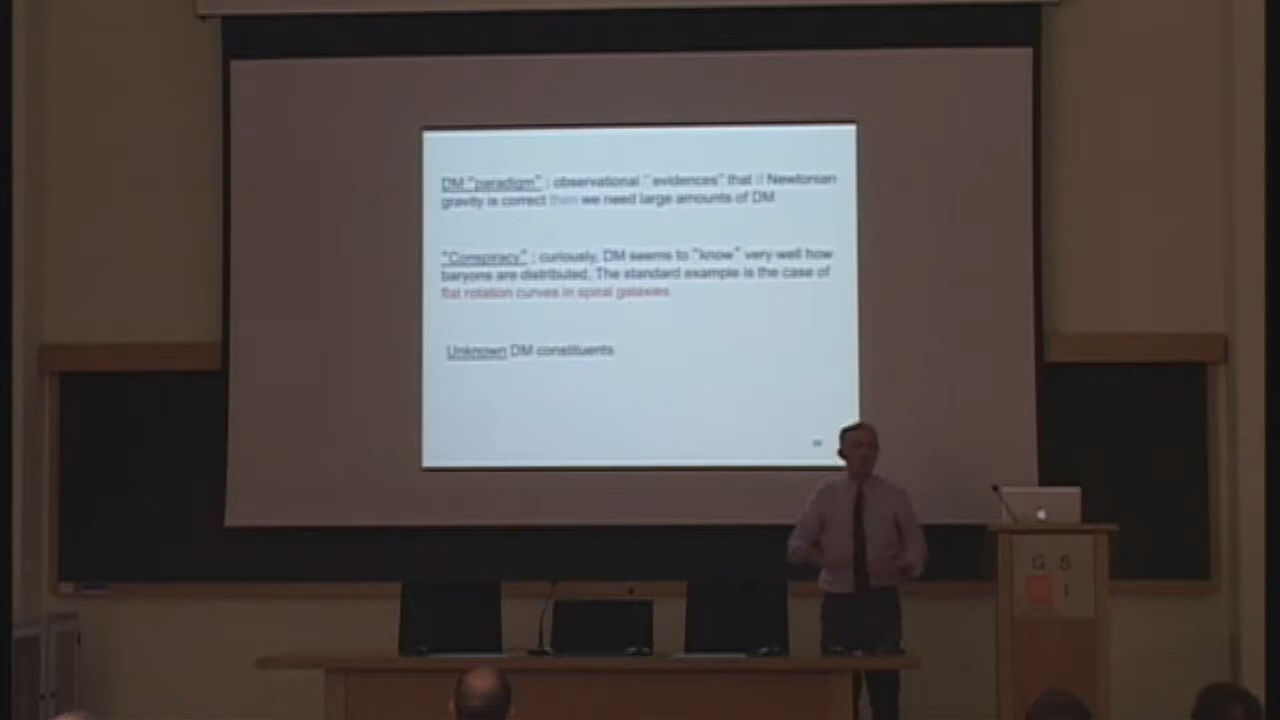 DM "paradigm" : observational "evidences" that if Newtonian
gravity is correct then we need large amounts of DM
"Conspiracy" : curiously, DM seems to "know" very well how
baryons are distributed. The standard example is the case of
flat rotation curves in spiral galaxies
Unknown DM constituents
G S
I